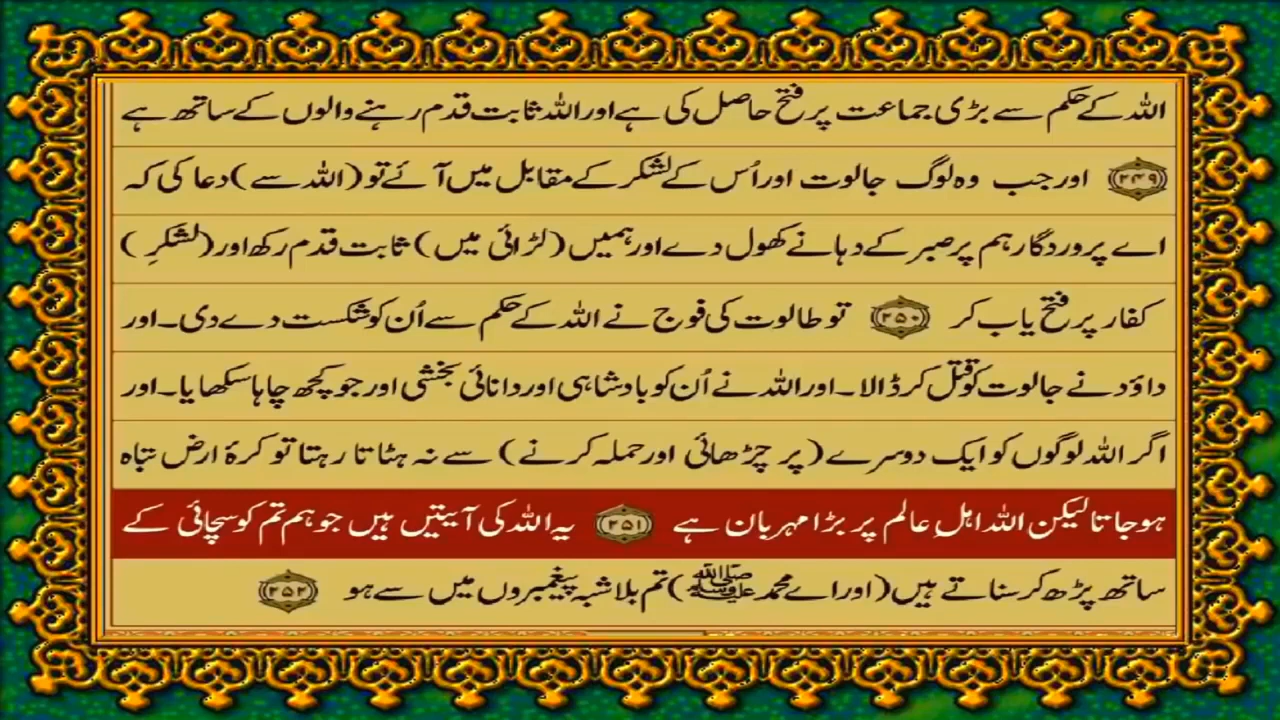 اللہ کے حکم سے بڑی جماعت پر فتح حاصل کی ہے اور اللہ ثابت قدم رہنے والوں کے ساتھ ہے
﴿۲۴۹﴾ اور جب وہ لوگ جالوت اور اُس کے لشکر کے مقابل میں آئے تو (اللہ سے) دعا کی کہ
اے پروردگار ہم پر صبر کے دہانے کھول دے اور ہمیں (لڑائی میں) ثابت قدم رکھ اور (لشکرِ)
کفار پر فتح یاب کر ﴿۲۵۰﴾ تو طالوت کی فوج نے اللہ کے حکم سے اُن کو شکست دے دی۔ اور
داؤد نے جالوت کو قتل کر ڈالا۔ اور اللہ نے اُن کو بادشاہی اور دانائی بخشی اور جو کچھ چاہا سکھایا۔ اور
اگر اللہ لوگوں کو ایک دوسرے (پر چڑھائی اور حملہ کرنے) سے نہ ہٹاتا رہتا تو کرۂ ارض تباہ
ہو جاتا لیکن اللہ اہلِ عالم پر بڑا مہربان ہے ﴿۲۵۱﴾ یہ اللہ کی آیتیں ہیں جو ہم تم کو سچائی کے
ساتھ پڑھ کر سناتے ہیں (اور اے محمد ﷺ) تم بلاشبہ پیغمبروں میں سے ہو ﴿۲۵۲﴾